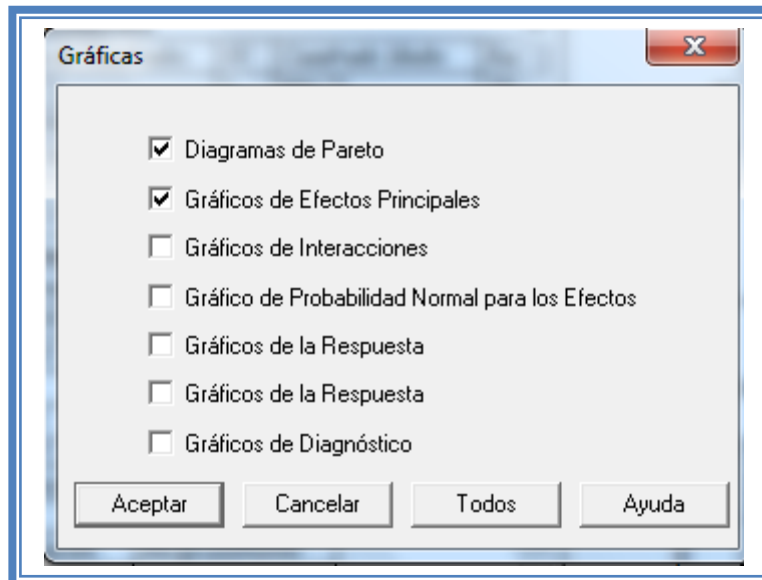 Gráficas
Diagramas de Pareto
Gráficos de Efectos Principales
Gráficos de Interacciones
Gráfico de Probabilidad Normal para los Efectos
Gráficos de la Respuesta
Gráficos de la Respuesta
Gráficos de Diagnóstico
Aceptar Cancelar Todos Ayuda